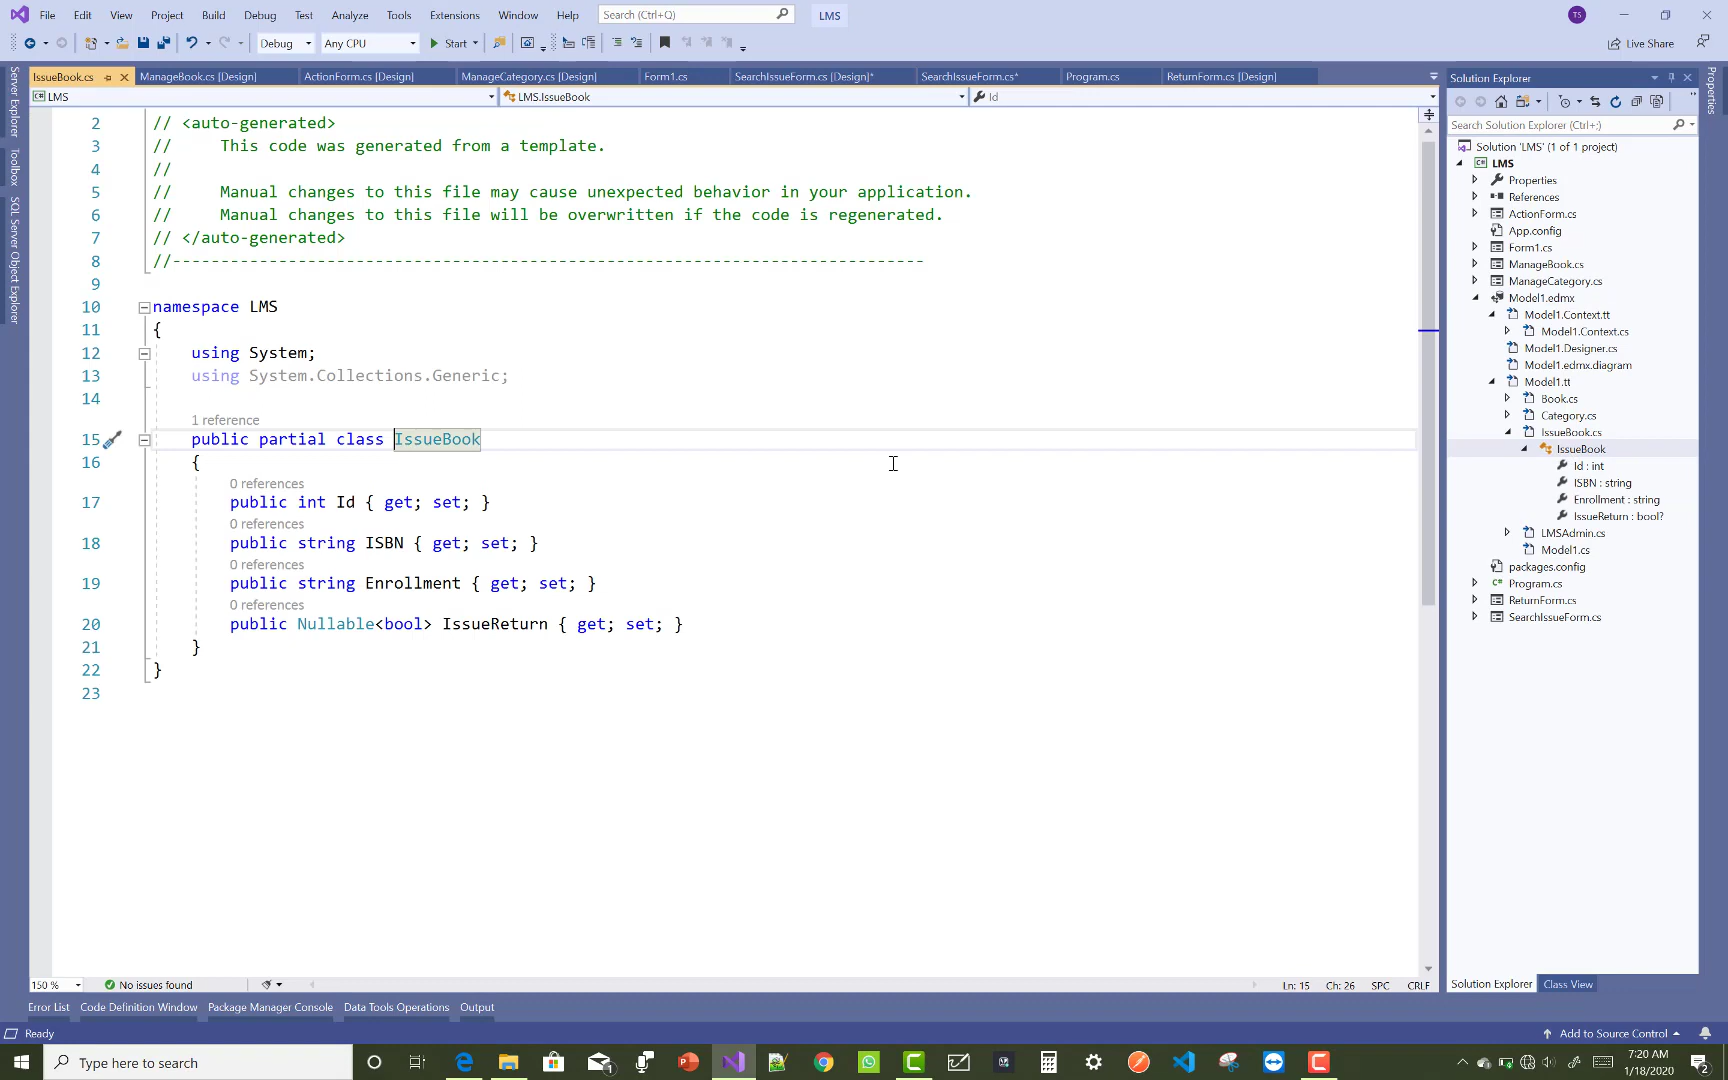 File Edit View Project Build Debug Test Analyze Tools Extensions Window Help Search (Ctrl+Q) LMS TS
Debug Any CPU Start Live Share
IssueBook.cs ManageBook.cs [Design] ActionForm.cs [Design] ManageCategory.cs [Design] Form1.cs SearchIssueForm.cs [Design]* SearchIssueForm.cs* Program.cs ReturnForm.cs [Design]
LMS LMS.IssueBook Id
Server Explorer
Toolbox
SQL Server Object Explorer
2 // <auto-generated>
3 // This code was generated from a template.
4 //
5 // Manual changes to this file may cause unexpected behavior in your application.
6 // Manual changes to this file will be overwritten if the code is regenerated.
7 // </auto-generated>
8 //------------------------------------------------------------------------------
9
10 namespace LMS
11 {
12 using System;
13 using System.Collections.Generic;
14
1 reference
15 public partial class IssueBook
16 {
0 references
17 public int Id { get; set; }
0 references
18 public string ISBN { get; set; }
0 references
19 public string Enrollment { get; set; }
0 references
20 public Nullable<bool> IssueReturn { get; set; }
21 }
22 }
23
150 % No issues found Ln: 15 Ch: 26 SPC CRLF
Solution Explorer
Search Solution Explorer (Ctrl+;)
Solution 'LMS' (1 of 1 project)
LMS
Properties
References
ActionForm.cs
App.config
Form1.cs
ManageBook.cs
ManageCategory.cs
Model1.edmx
Model1.Context.tt
Model1.Context.cs
Model1.Designer.cs
Model1.edmx.diagram
Model1.tt
Book.cs
Category.cs
IssueBook.cs
IssueBook
Id : int
ISBN : string
Enrollment : string
IssueReturn : bool?
LMSAdmin.cs
Model1.cs
packages.config
Program.cs
ReturnForm.cs
SearchIssueForm.cs
Solution Explorer Class View
Properties
Error List Code Definition Window Package Manager Console Data Tools Operations Output
Ready Add to Source Control
Type here to search
1
7:20 AM
1/18/2020
2